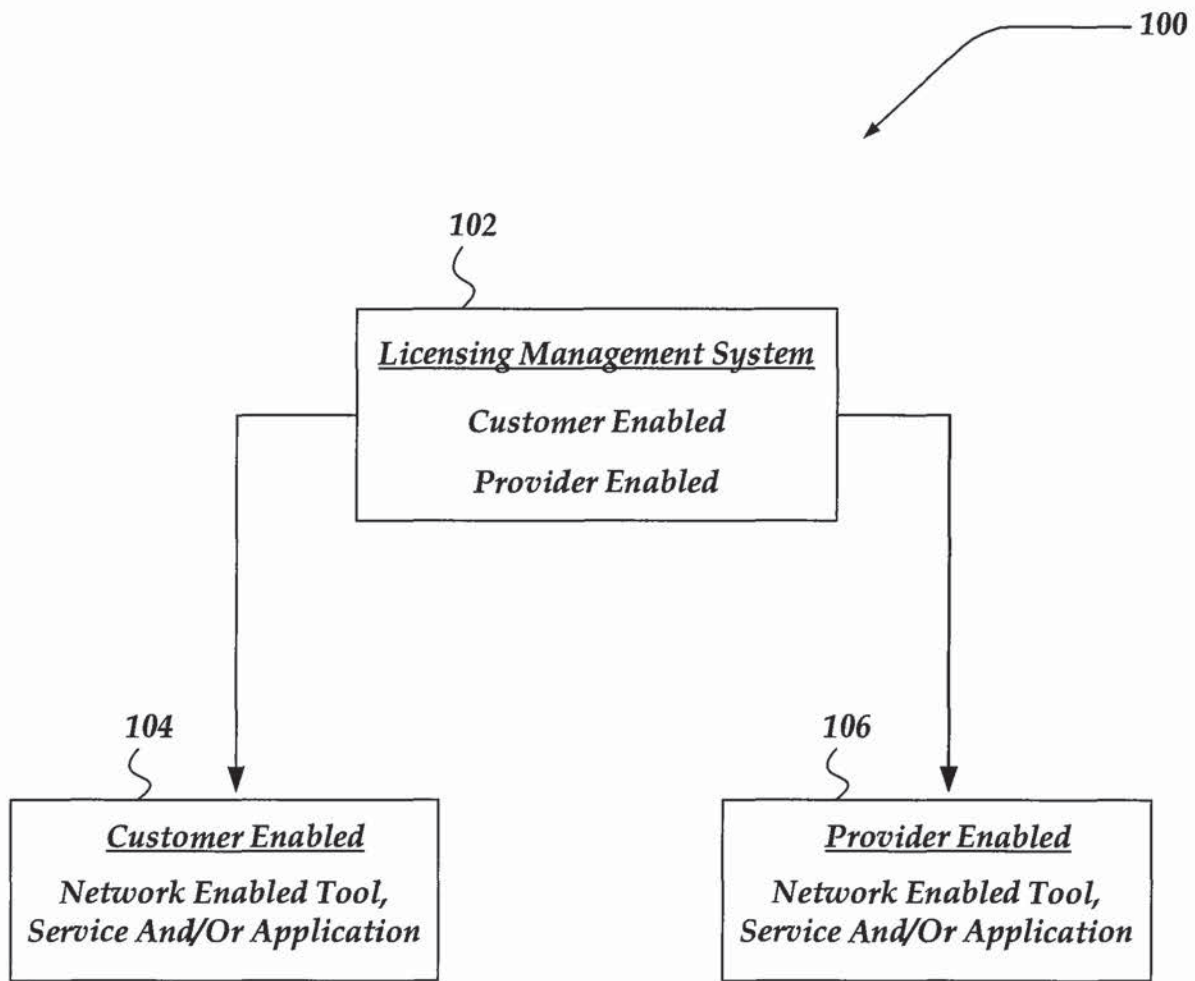 100
102
Licensing Management System
Customer Enabled
Provider Enabled
104
Customer Enabled
Network Enabled Tool,
Service And/Or Application
106
Provider Enabled
Network Enabled Tool,
Service And/Or Application